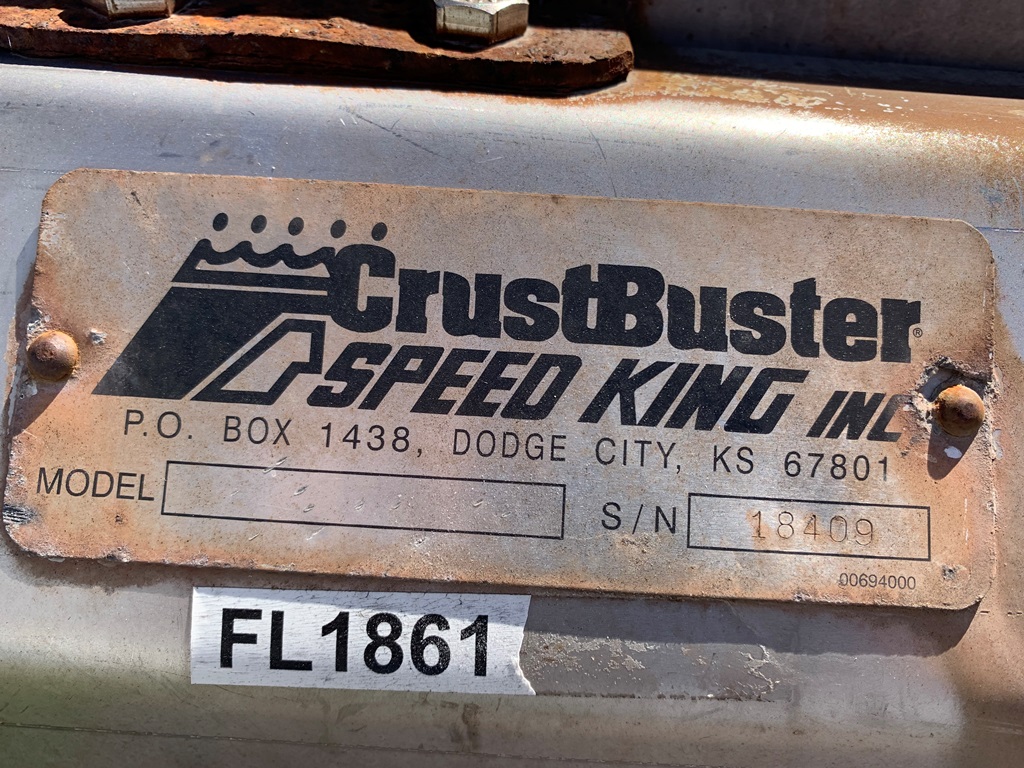 CrustBuster®
SPEED KING INC
P.O. BOX 1438, DODGE CITY, KS 67801
MODEL
S/N 18409
00694000
FL1861